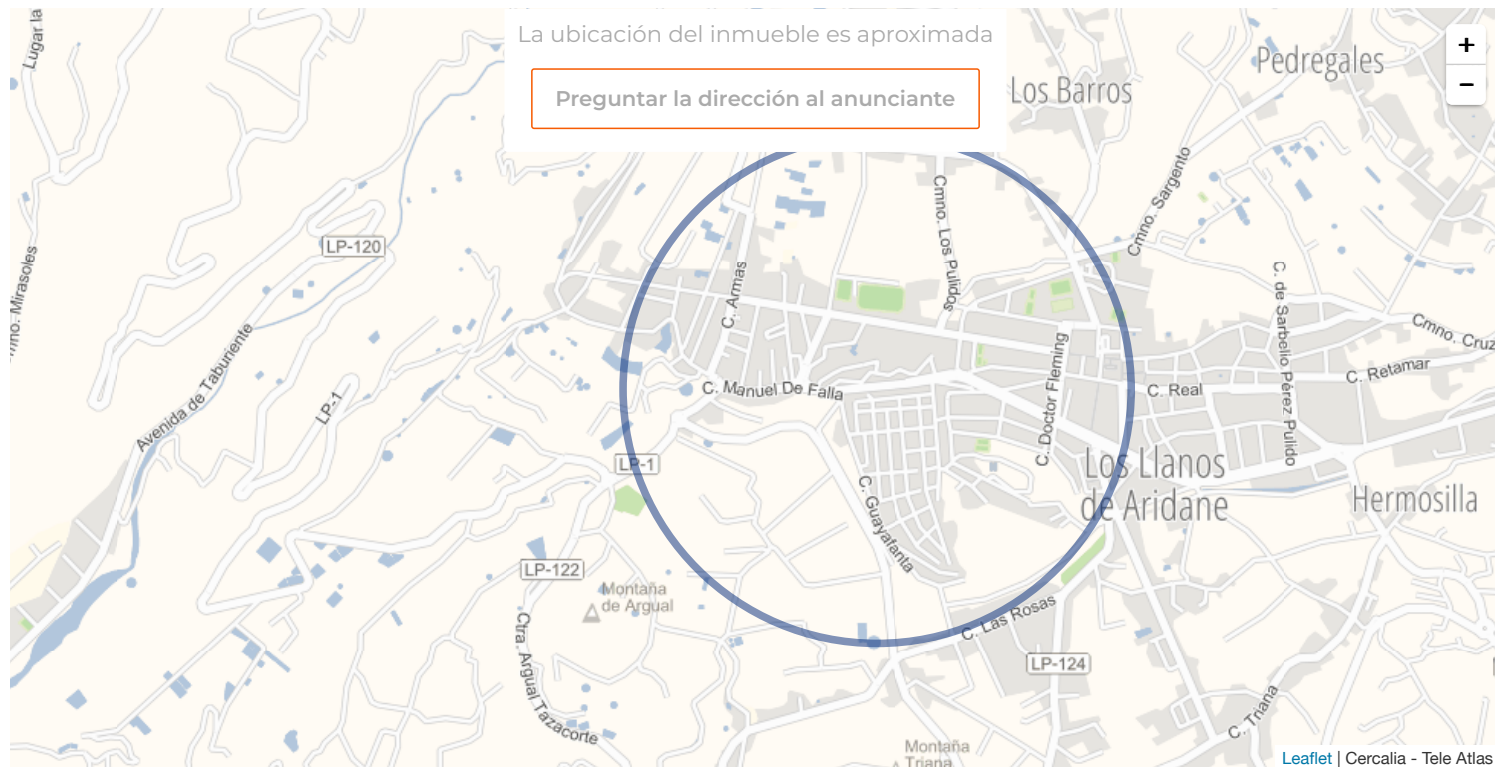 Lugar la
La ubicación del inmueble es aproximada
Preguntar la dirección al anunciante
Los Barros
Pedregales
+
−
Cmno. Sargento
Cmno. Los Pulidos
LP-120
Mirasoles
C. Armas
C. de Sarbelio Pérez Pulido
Cmno. Cruz
Avenida de Taburiente
LP-1
C. Manuel De Falla
C. Doctor Fleming
C. Real
C. Retamar
LP-1
Los Llanos
de Aridane
Hermosilla
C. Guayafanta
LP-122
Montaña
de Argual
C. Las Rosas
Ctra. Argual Tazacorte
LP-124
C. Triana
Montaña
Triana
Leaflet | Cercalia - Tele Atlas